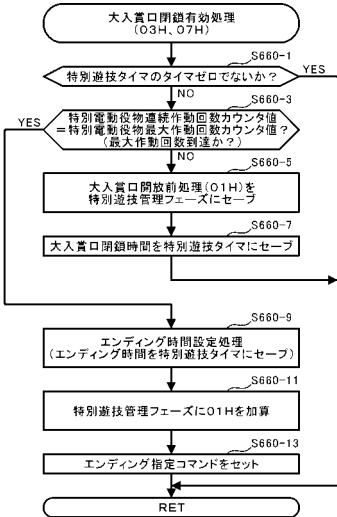 大入賞口閉鎖有効処理
(03H、07H)
S660-1
特別遊技タイマのタイマゼロでないか？
YES
NO
S660-3
YES
特別電動役物連続作動回数カウンタ値
＝特別電動役物最大作動回数カウンタ値？
(最大作動回数到達か？)
NO
S660-5
大入賞口開放前処理(01H)を
特別遊技管理フェーズにセーブ
S660-7
大入賞口閉鎖時間を特別遊技タイマにセーブ
S660-9
エンディング時間設定処理
(エンディング時間を特別遊技タイマにセーブ)
S660-11
特別遊技管理フェーズに01Hを加算
S660-13
エンディング指定コマンドをセット
RET